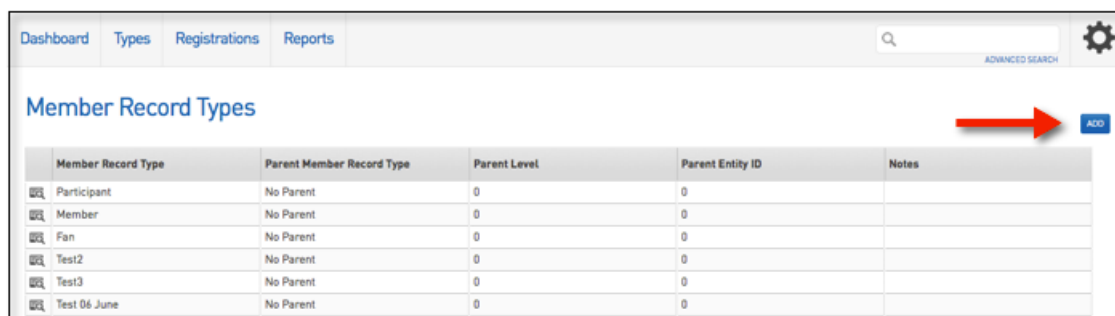 Dashboard Types Registrations Reports
ADVANCED SEARCH
Member Record Types
ADD
Member Record Type Parent Member Record Type Parent Level Parent Entity ID Notes
Participant No Parent 0 0
Member No Parent 0 0
Fan No Parent 0 0
Test2 No Parent 0 0
Test3 No Parent 0 0
Test 06 June No Parent 0 0